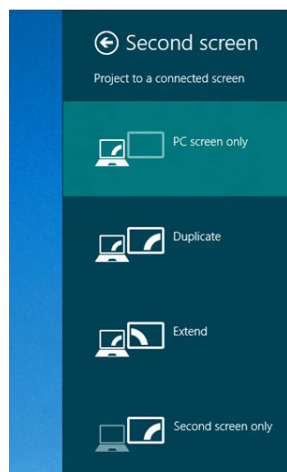 Second screen
Project to a connected screen
PC screen only
Duplicate
Extend
Second screen only